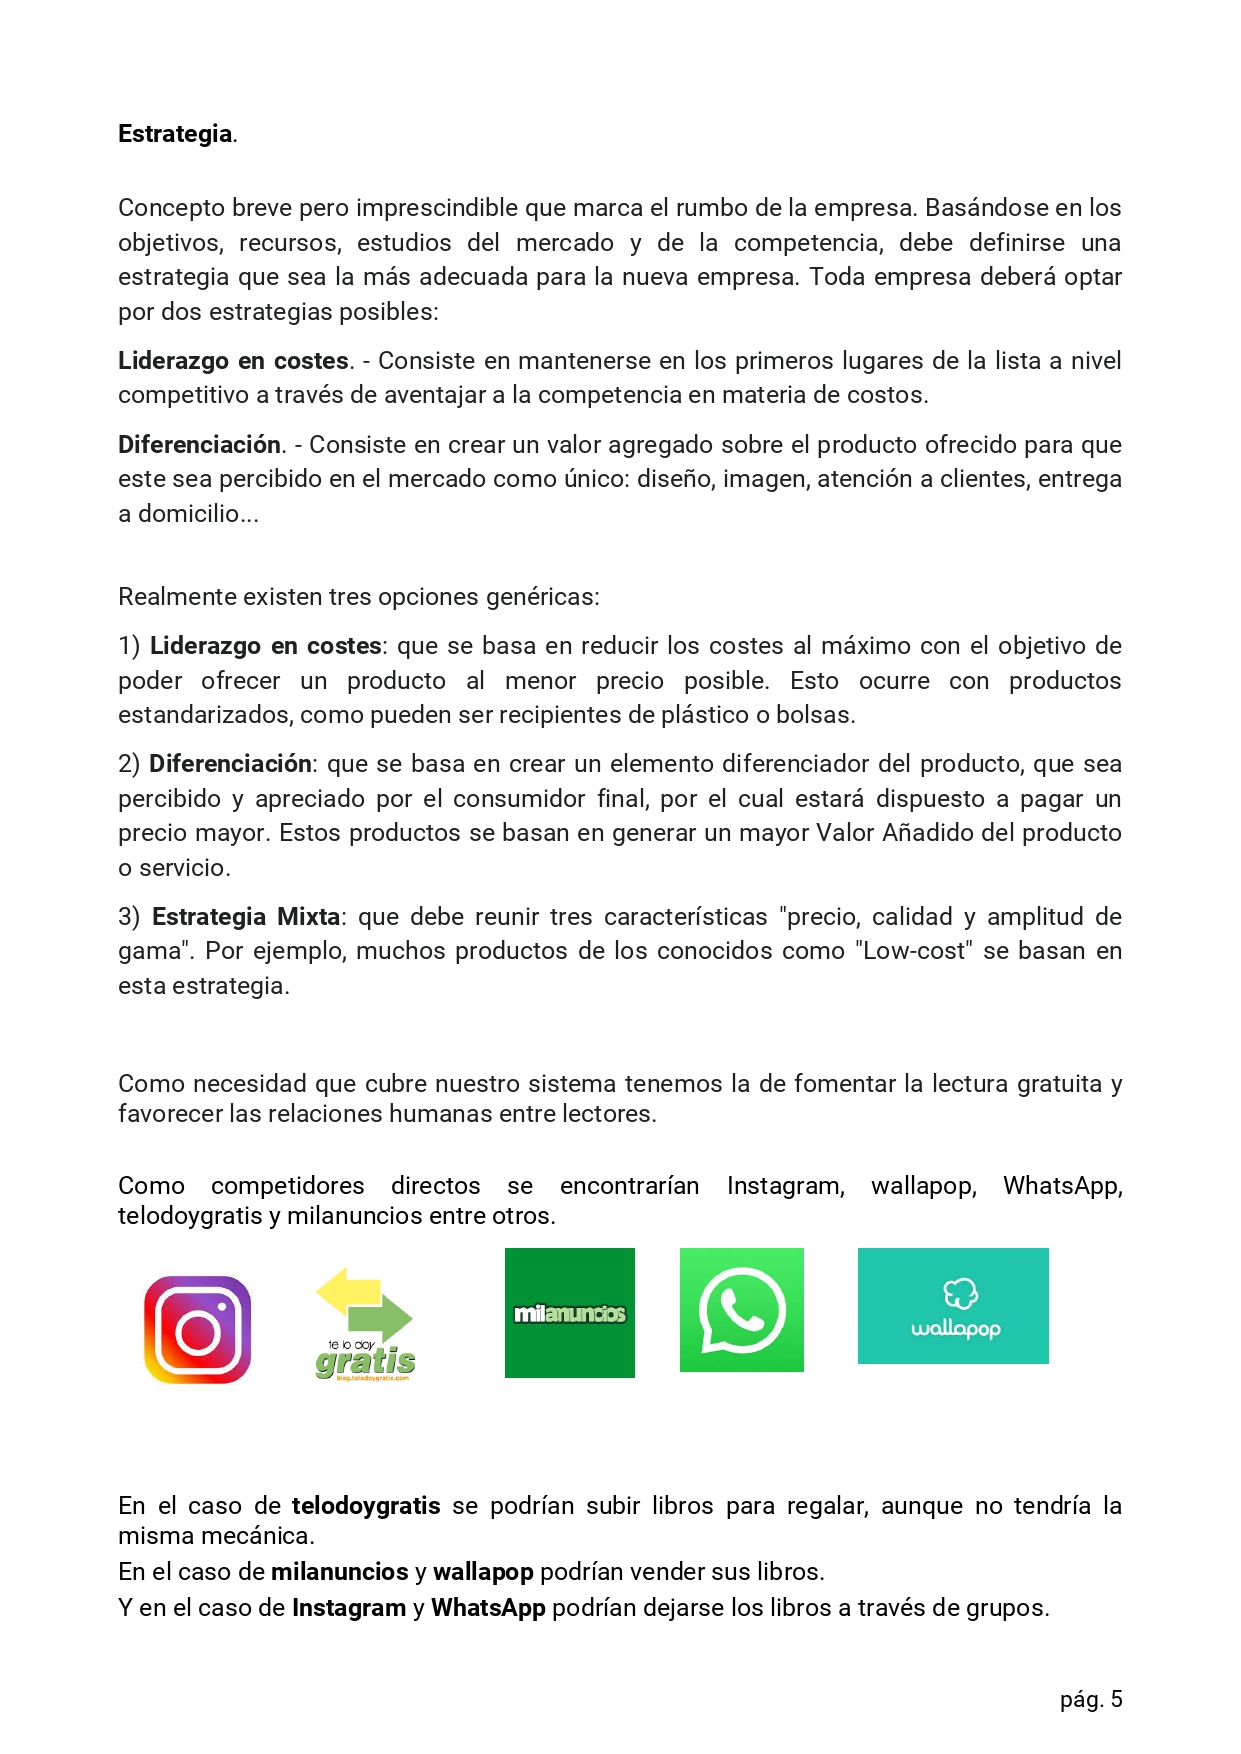 Estrategia.
Concepto breve pero imprescindible que marca el rumbo de la empresa. Basándose en los
objetivos, recursos, estudios del mercado y de la competencia, debe definirse una
estrategia que sea la más adecuada para la nueva empresa. Toda empresa deberá optar
por dos estrategias posibles:
Liderazgo en costes. - Consiste en mantenerse en los primeros lugares de la lista a nivel
competitivo a través de aventajar a la competencia en materia de costos.
Diferenciación. - Consiste en crear un valor agregado sobre el producto ofrecido para que
este sea percibido en el mercado como único: diseño, imagen, atención a clientes, entrega
a domicilio...
Realmente existen tres opciones genéricas:
1) Liderazgo en costes: que se basa en reducir los costes al máximo con el objetivo de
poder ofrecer un producto al menor precio posible. Esto ocurre con productos
estandarizados, como pueden ser recipientes de plástico o bolsas.
2) Diferenciación: que se basa en crear un elemento diferenciador del producto, que sea
percibido y apreciado por el consumidor final, por el cual estará dispuesto a pagar un
precio mayor. Estos productos se basan en generar un mayor Valor Añadido del producto
o servicio.
3) Estrategia Mixta: que debe reunir tres características "precio, calidad y amplitud de
gama". Por ejemplo, muchos productos de los conocidos como "Low-cost" se basan en
esta estrategia.
Como necesidad que cubre nuestro sistema tenemos la de fomentar la lectura gratuita y
favorecer las relaciones humanas entre lectores.
Como competidores directos se encontrarían Instagram, wallapop, WhatsApp,
telodoygratis y milanuncios entre otros.
te lo doy
gratis
blog.telodoygratis.com
milanuncios
wallapop
En el caso de telodoygratis se podrían subir libros para regalar, aunque no tendría la
misma mecánica.
En el caso de milanuncios y wallapop podrían vender sus libros.
Y en el caso de Instagram y WhatsApp podrían dejarse los libros a través de grupos.
pág. 5